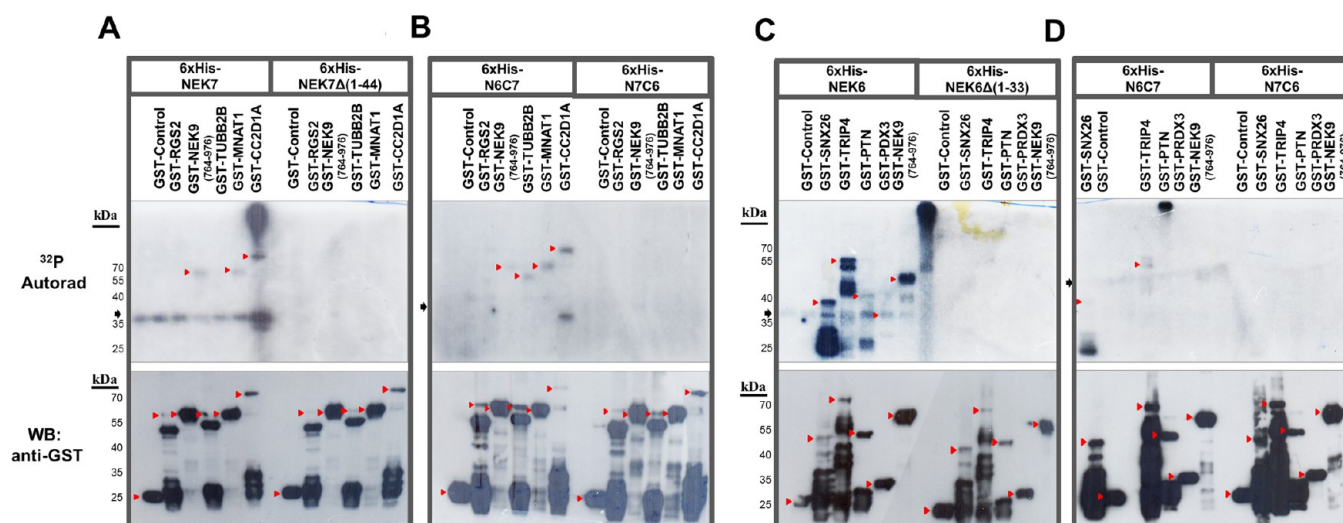 A
B
C
D
6xHis-
NEK7
6xHis-
NEK7Δ(1-44)
6xHis-
N6C7
6xHis-
N7C6
6xHis-
NEK6
6xHis-
NEK6Δ(1-33)
6xHis-
N6C7
6xHis-
N7C6
GST-Control
GST-RGS2
GST-NEK9
(764-976)
GST-TUBB2B
GST-MNAT1
GST-CC2D1A
GST-Control
GST-RGS2
GST-NEK9
(764-976)
GST-TUBB2B
GST-MNAT1
GST-CC2D1A
GST-Control
GST-RGS2
GST-NEK9
(764-976)
GST-TUBB2B
GST-MNAT1
GST-CC2D1A
GST-Control
GST-RGS2
GST-NEK9
(764-976)
GST-TUBB2B
GST-MNAT1
GST-CC2D1A
GST-Control
GST-SNX26
GST-TRIP4
GST-PTN
GST-PDX3
GST-NEK9
(764-976)
GST-Control
GST-SNX26
GST-TRIP4
GST-PTN
GST-PRDX3
GST-NEK9
(764-976)
GST-SNX26
GST-Control
GST-TRIP4
GST-PTN
GST-PRDX3
GST-NEK9
(764-976)
GST-Control
GST-SNX26
GST-TRIP4
GST-PTN
GST-PRDX3
GST-NEK9
(764-976)
kDa
32P
Autorad
70
55
40
35
25
kDa
70
55
40
35
25
kDa
WB:
anti-GST
70
55
35
25
kDa
70
55
40
35
25